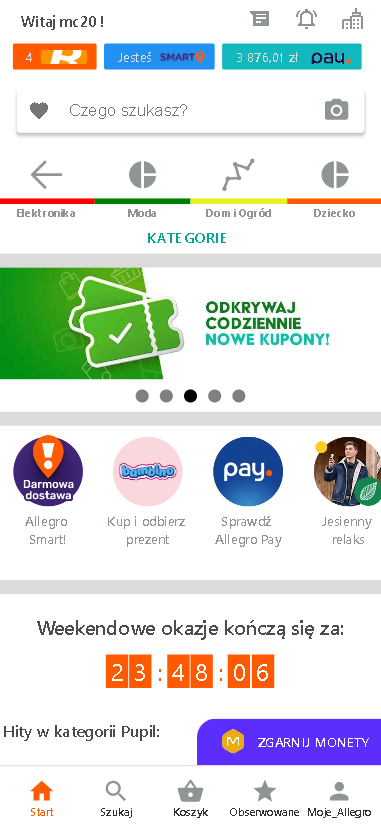 Witaj mc20 !
4
Jesteś SMART
3 876,01 zł pay.
Czego szukasz?
Elektronika
Moda
Dom i Ogród
Dziecko
KATEGORIE
ODKRYWAJ
CODZIENNIE
NOWE KUPONY!
Darmowa
dostawa
bambino
pay.
Allegro
Smart!
Kup i odbierz
prezent
Sprawdź
Allegro Pay
Jesienny
relaks
Weekendowe okazje kończą się za:
23:48:06
Hity w kategorii Pupil:
M
ZGARNIJ MONETY
Start
Szukaj
Koszyk
Obserwowane
Moje_Allegro